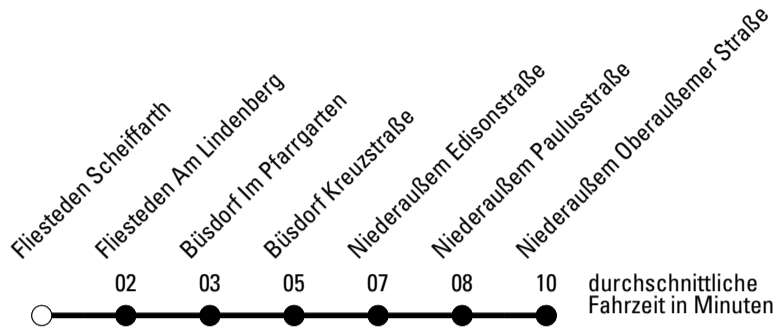 Fliesteden Scheiffarth
Fliesteden Am Lindenberg
Büsdorf Im Pfarrgarten
Büsdorf Kreuzstraße
Niederaußem Edisonstraße
Niederaußem Paulusstraße
Niederaußem Oberaußemer Straße
02 03 05 07 08 10
durchschnittliche
Fahrzeit in Minuten